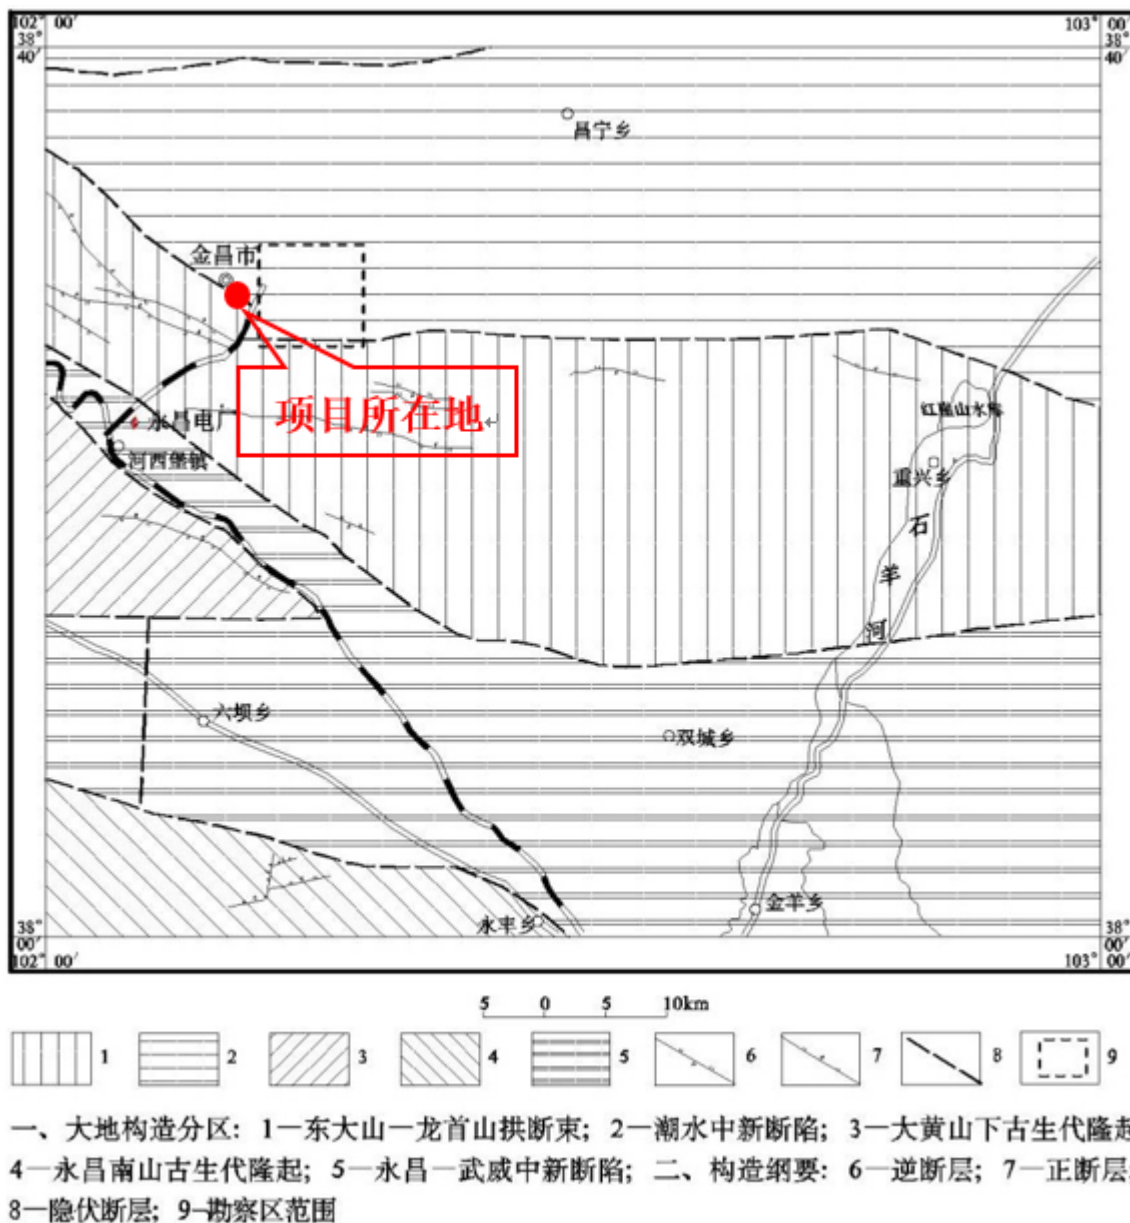 102° 00′ 103° 00′
38° 40′ 38° 40′
昌宁乡
金昌市
项目所在地
永昌电厂
河西堡镇
红崖山水库
重兴乡
石羊河
六坝乡
双城乡
永丰乡
金羊乡
38° 00′ 38° 00′
102° 00′ 103° 00′
5 0 5 10km
1 2 3 4 5 6 7 8 9
一、大地构造分区：1—东大山—龙首山拱断束；2—潮水中新断陷；3—大黄山下古生代隆起
4—永昌南山古生代隆起；5—永昌—武威中新断陷；二、构造纲要：6—逆断层；7—正断层
8—隐伏断层；9—勘察区范围